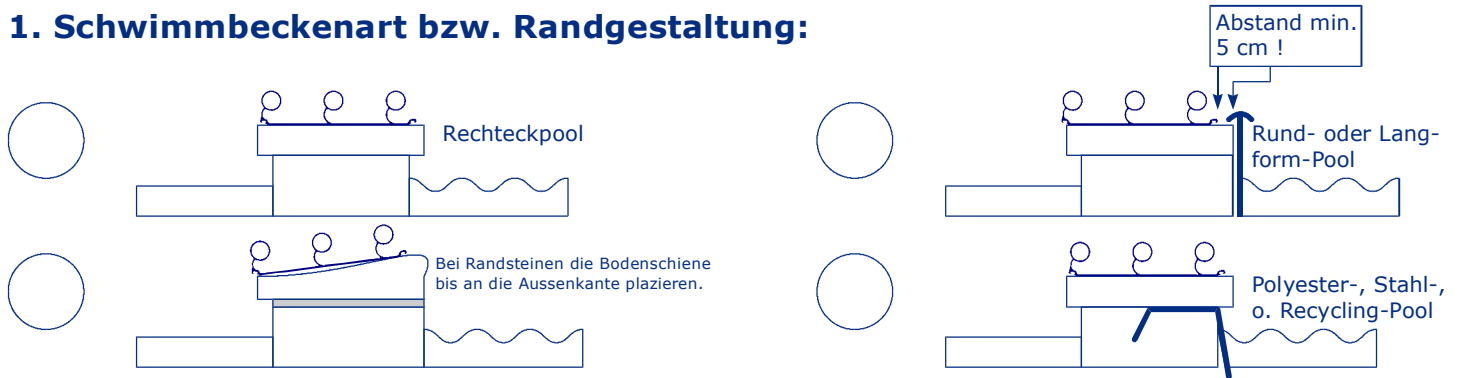 1. Schwimmbeckenart bzw. Randgestaltung:
Abstand min.
5 cm !
Rechteckpool
Rund- oder Lang-
form-Pool
Bei Randsteinen die Bodenschiene
bis an die Aussenkante plazieren.
Polyester-, Stahl-,
o. Recycling-Pool